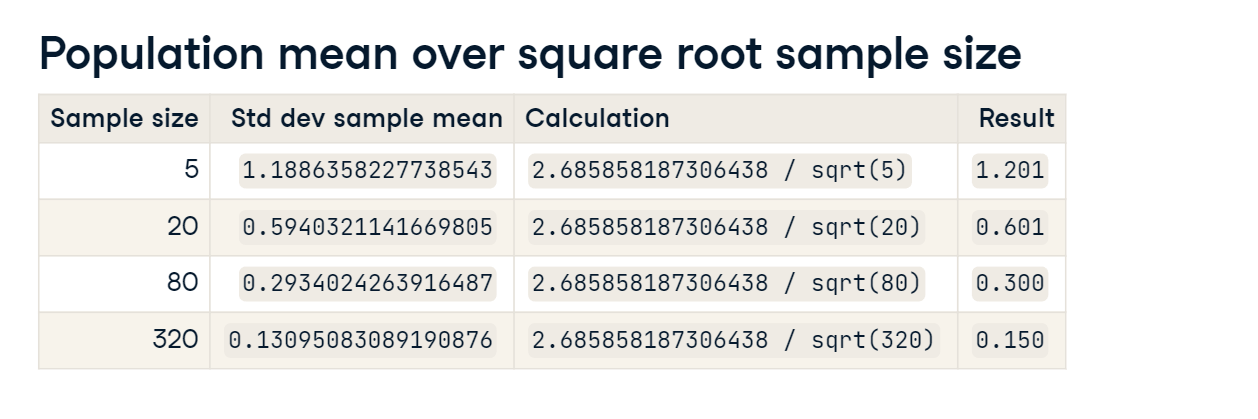 Population mean over square root sample size
Sample size Std dev sample mean Calculation Result
5 1.1886358227738543 2.685858187306438 / sqrt(5) 1.201
20 0.5940321141669805 2.685858187306438 / sqrt(20) 0.601
80 0.2934024263916487 2.685858187306438 / sqrt(80) 0.300
320 0.13095083089190876 2.685858187306438 / sqrt(320) 0.150